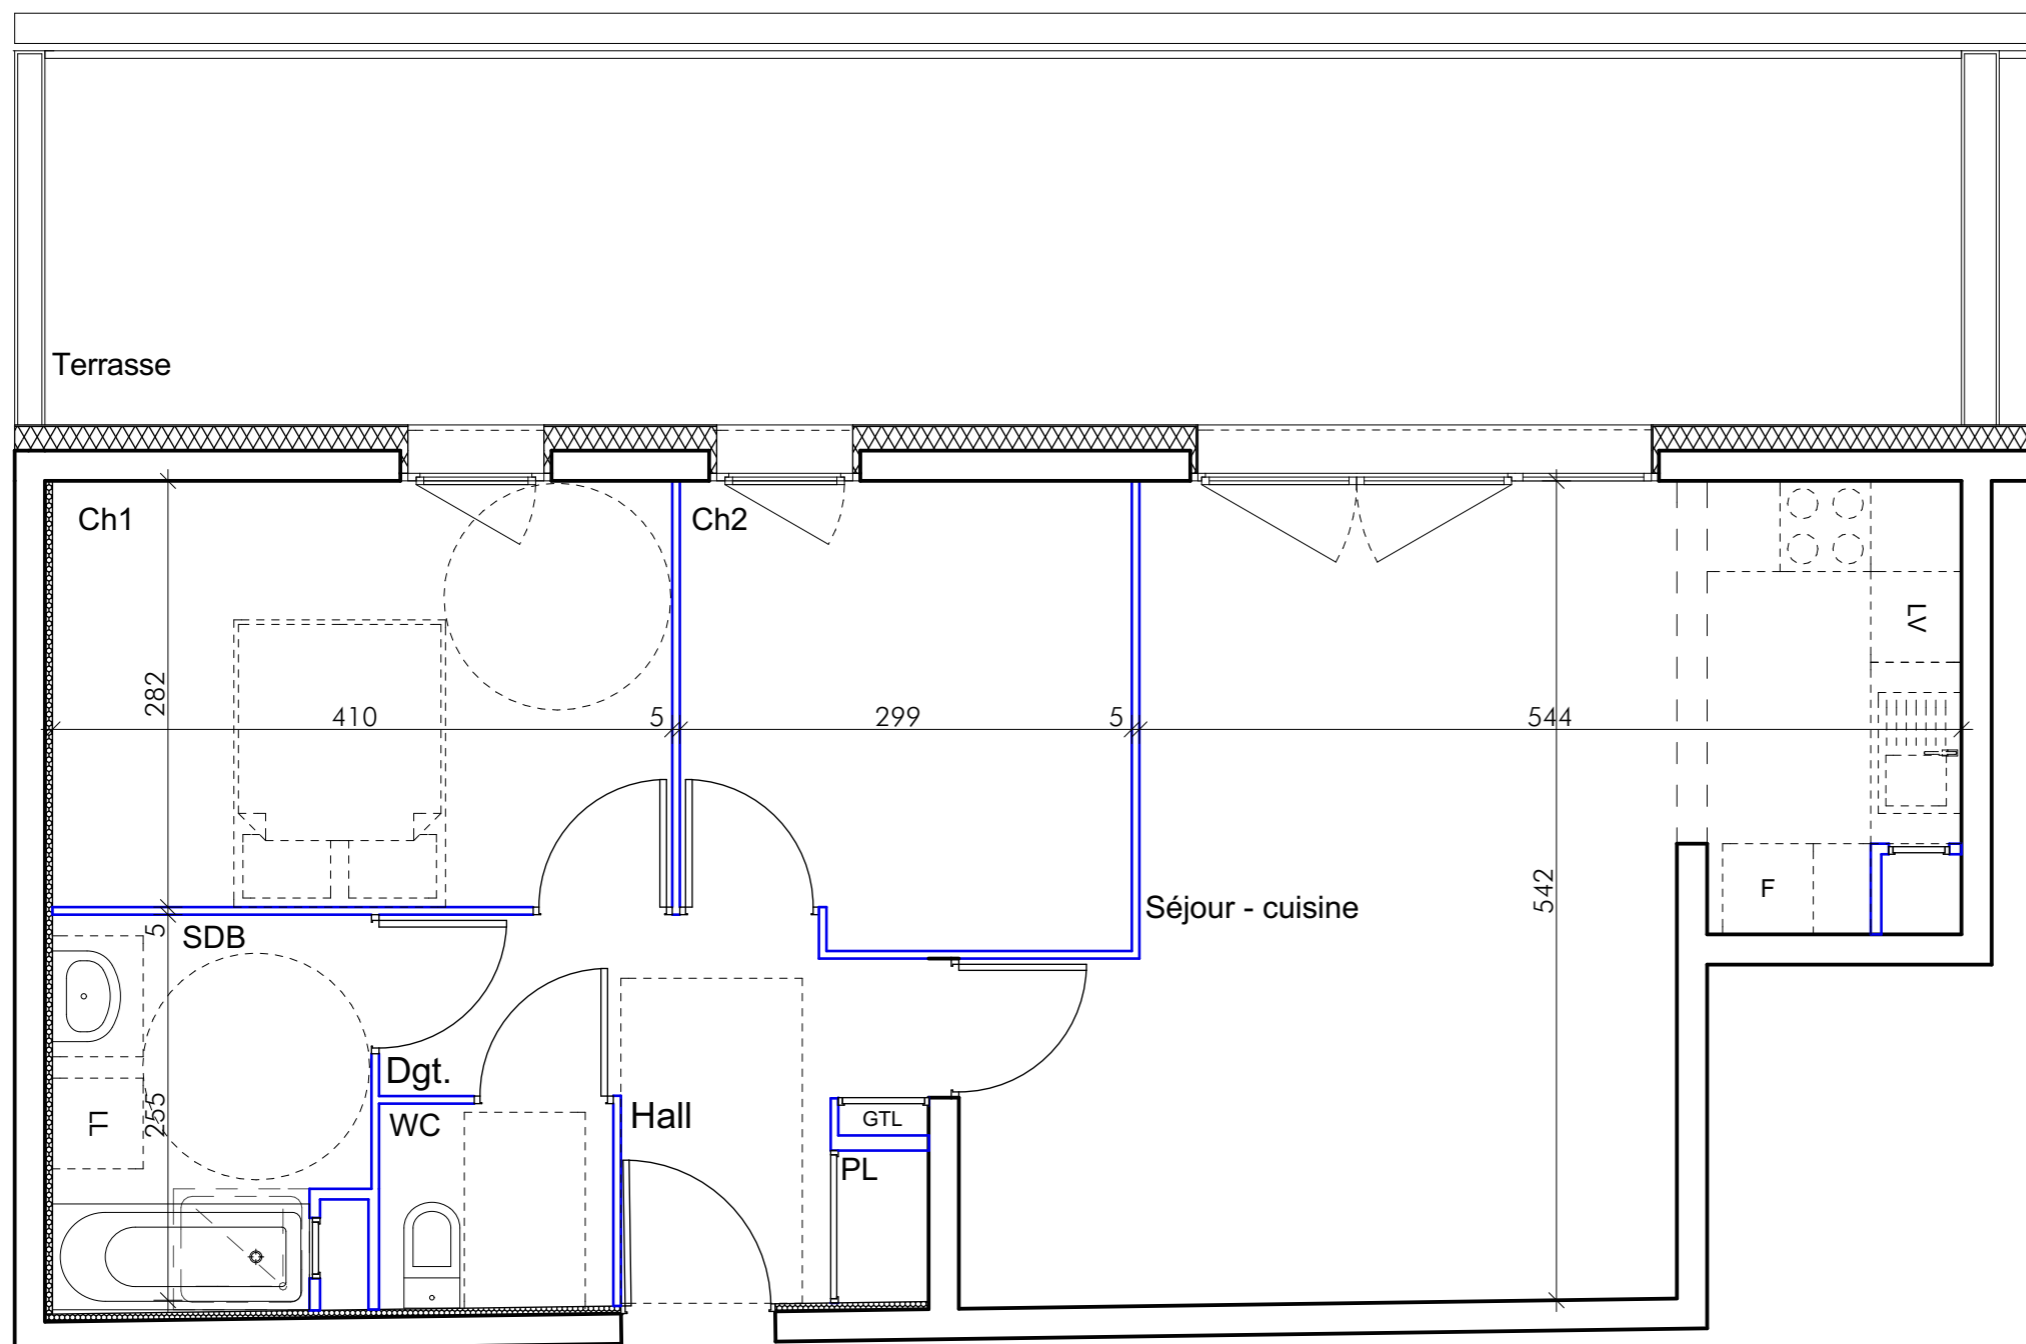 Terrasse
Ch1
Ch2
LV
282
410
5
299
5
544
542
Séjour - cuisine
F
5
SDB
Dgt.
LL
255
WC
Hall
GTL
PL